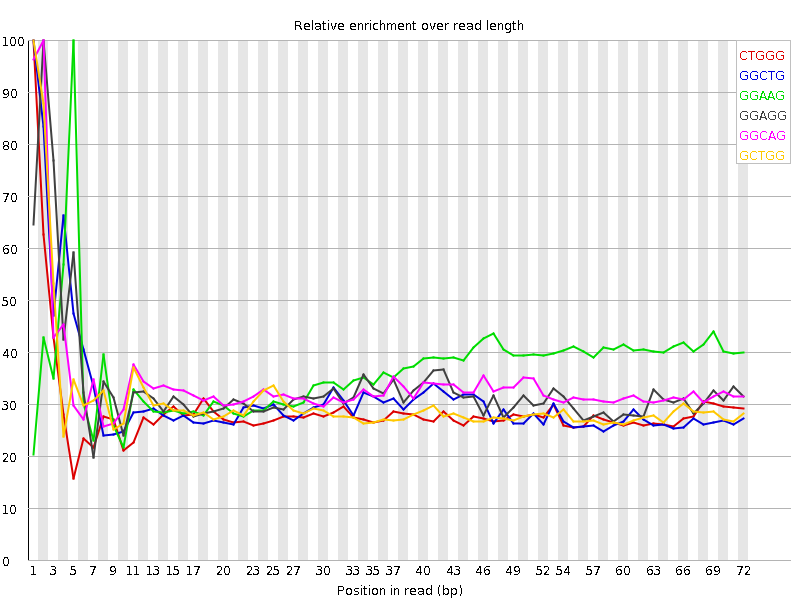 Relative enrichment over read length
100
90
80
70
60
50
40
30
20
10
0
CTGGG
GGCTG
GGAAG
GGAGG
GGCAG
GCTGG
1 3 5 7 9 11 13 15 17 20 23 25 27 30 33 35 37 40 43 46 49 52 54 57 60 63 66 69 72
Position in read (bp)